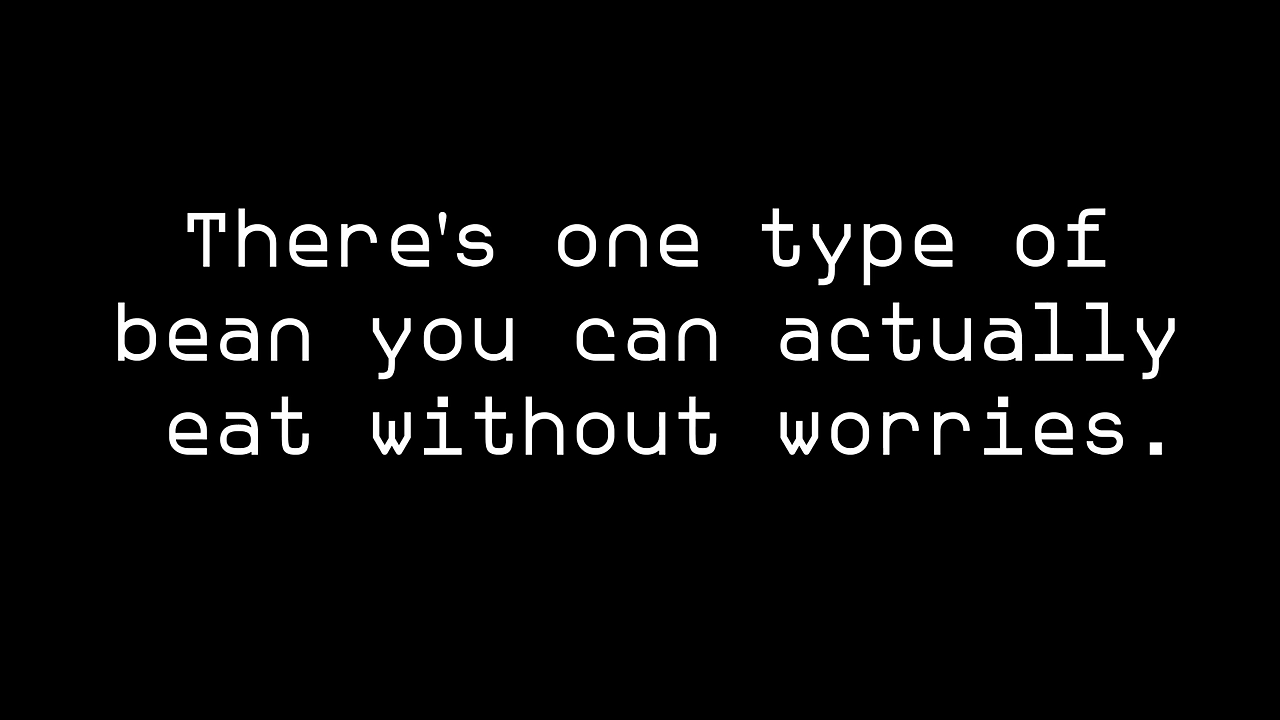 There's one type of
bean you can actually
eat without worries.